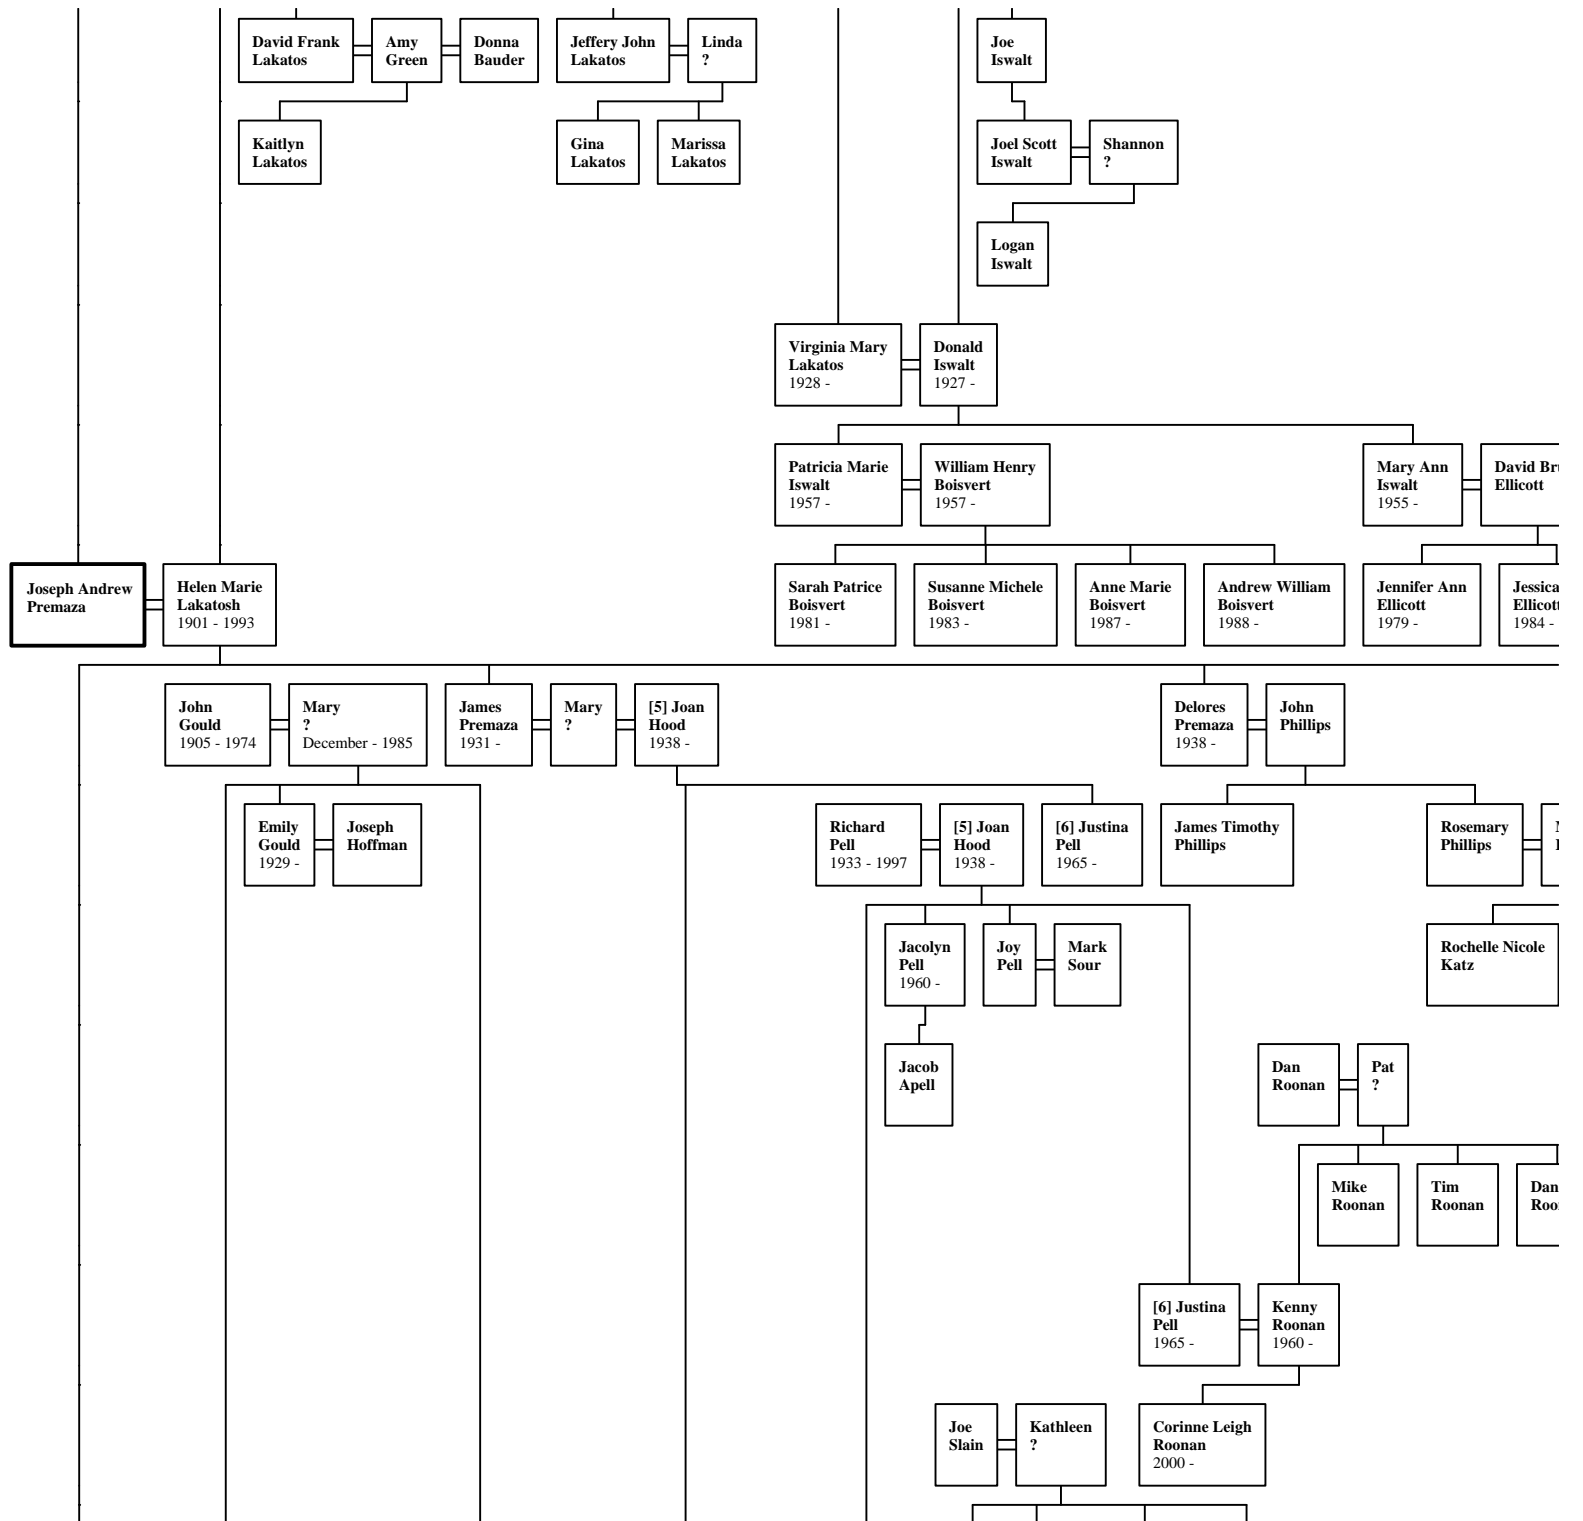 David Frank
Lakatos
Amy
Green
Donna
Bauder
Jeffery John
Lakatos
Linda
?
Joe
Iswalt
Kaitlyn
Lakatos
Gina
Lakatos
Marissa
Lakatos
Joel Scott
Iswalt
Shannon
?
Logan
Iswalt
Virginia Mary
Lakatos
1928 -
Donald
Iswalt
1927 -
Patricia Marie
Iswalt
1957 -
William Henry
Boisvert
1957 -
Mary Ann
Iswalt
1955 -
David
Ellicott
Joseph Andrew
Premaza
Helen Marie
Lakatosh
1901 - 1993
Sarah Patrice
Boisvert
1981 -
Susanne Michele
Boisvert
1983 -
Anne Marie
Boisvert
1987 -
Andrew William
Boisvert
1988 -
Jennifer Ann
Ellicott
1979 -
Jessica
Ellicott
1984 -
John
Gould
1905 - 1974
Mary
?
December - 1985
James
Premaza
1931 -
Mary
?
[5] Joan
Hood
1938 -
Delores
Premaza
1938 -
John
Phillips
Emily
Gould
1929 -
Joseph
Hoffman
Richard
Pell
1933 - 1997
[5] Joan
Hood
1938 -
[6] Justina
Pell
1965 -
James Timothy
Phillips
Rosemary
Phillips
Jacolyn
Pell
1960 -
Joy
Pell
Mark
Sour
Rochelle Nicole
Katz
Jacob
Apell
Dan
Roonan
Pat
?
Mike
Roonan
Tim
Roonan
Dan
[6] Justina
Pell
1965 -
Kenny
Roonan
1960 -
Joe
Slain
Kathleen
?
Corinne Leigh
Roonan
2000 -